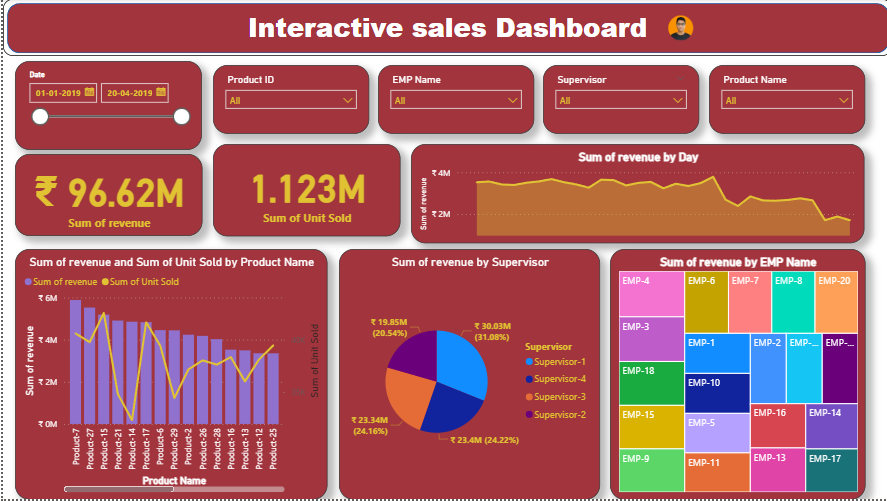 Interactive sales Dashboard
Date
01-01-2019
20-04-2019
Product ID
All
EMP Name
All
Supervisor
All
Product Name
All
₹ 96.62M
Sum of revenue
1.123M
Sum of Unit Sold
Sum of revenue by Day
Sum of revenue
₹ 4M
₹ 2M
Sum of revenue and Sum of Unit Sold by Product Name
Sum of revenue Sum of Unit Sold
Sum of revenue
₹ 6M
₹ 4M
₹ 2M
₹ 0M
Sum of Unit Sold
Product-7
Product-27
Product-15
Product-21
Product-14
Product-17
Product-6
Product-29
Product-2
Product-26
Product-28
Product-16
Product-12
Product-13
Product-25
Product Name
Sum of revenue by Supervisor
₹ 19.85M
(20.54%)
₹ 30.03M
(31.08%)
₹ 23.34M
(24.16%)
₹ 23.4M (24.22%)
Supervisor
Supervisor-1
Supervisor-4
Supervisor-3
Supervisor-2
Sum of revenue by EMP Name
EMP-4
EMP-6
EMP-7
EMP-8
EMP-20
EMP-3
EMP-1
EMP-2
EMP-...
EMP-...
EMP-18
EMP-10
EMP-15
EMP-5
EMP-16
EMP-14
EMP-9
EMP-11
EMP-13
EMP-17